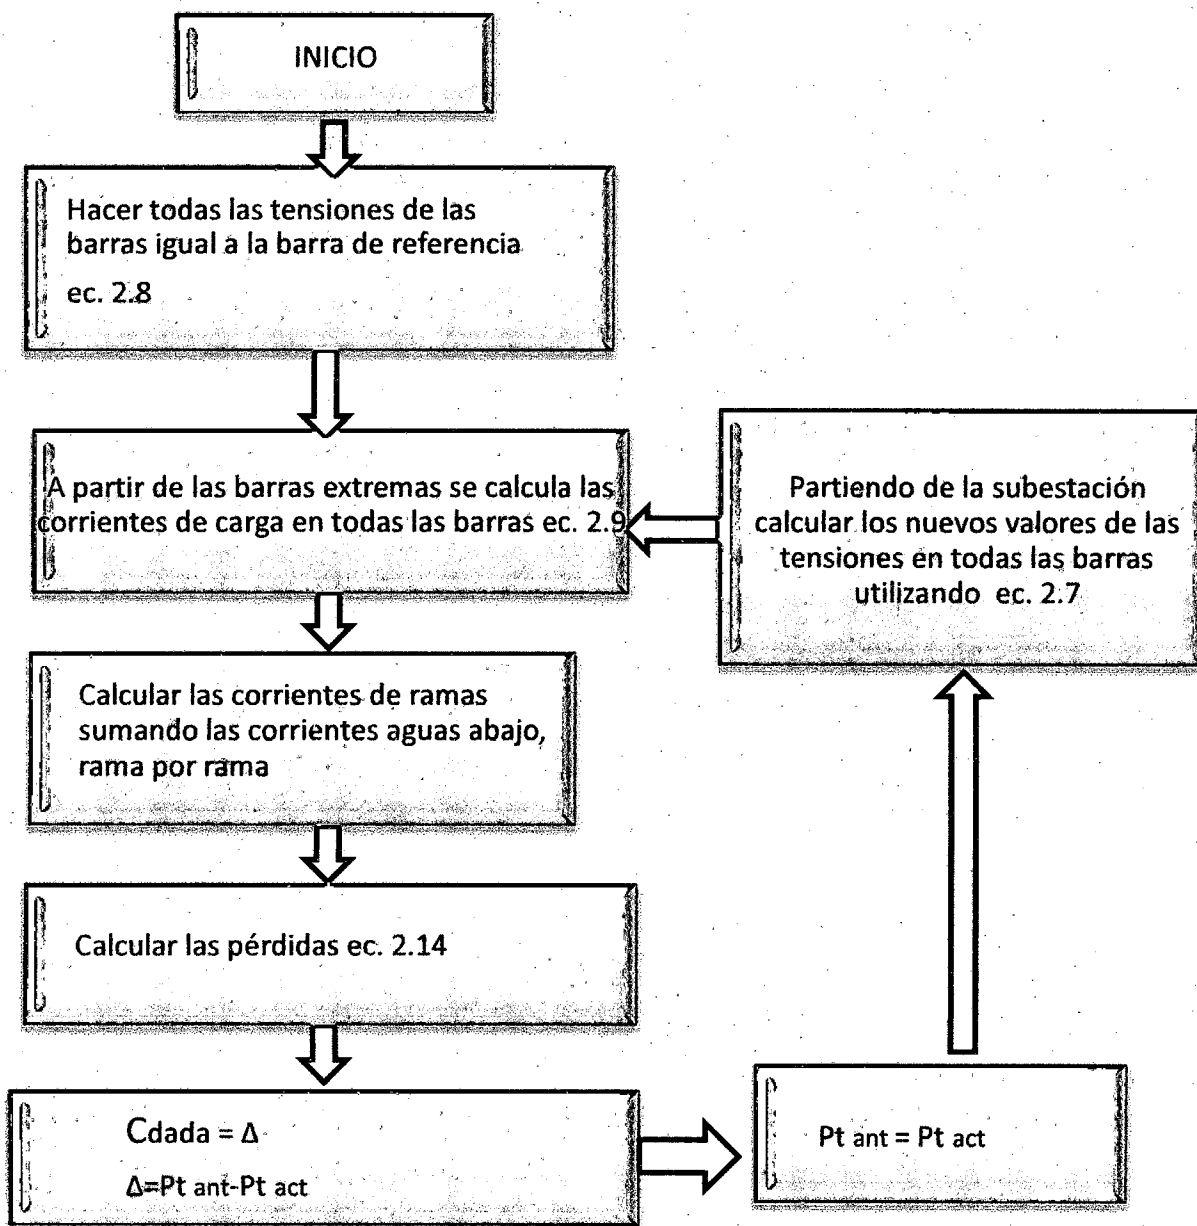 INICIO
Hacer todas las tensiones de las
barras igual a la barra de referencia
ec. 2.8
A partir de las barras extremas se calcula las
corrientes de carga en todas las barras ec. 2.9
Partiendo de la subestación
calcular los nuevos valores de las
tensiones en todas las barras
utilizando ec. 2.7
Calcular las corrientes de ramas
sumando las corrientes aguas abajo,
rama por rama
Calcular las pérdidas ec. 2.14
Cdada = Δ
Δ=Pt ant-Pt act
Pt ant = Pt act